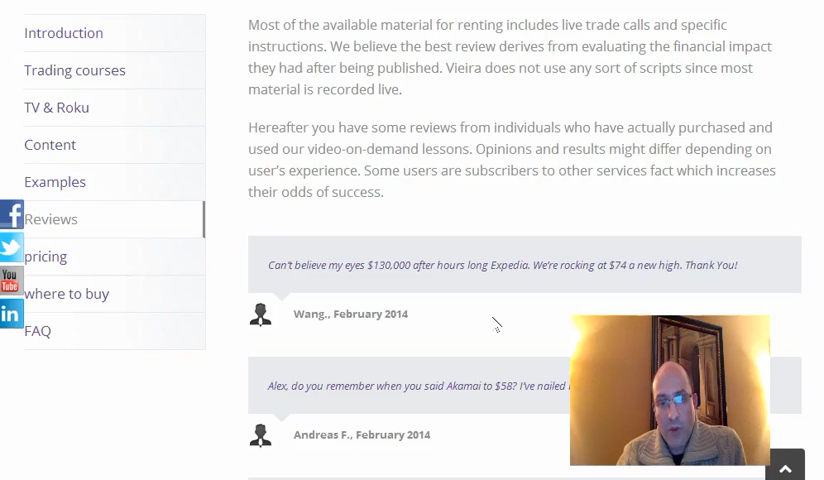 Introduction
Trading courses
TV & Roku
Content
Examples
Reviews
pricing
where to buy
FAQ
You
Tube
in
Most of the available material for renting includes live trade calls and specific
instructions. We believe the best review derives from evaluating the financial impact
they had after being published. Vieira does not use any sort of scripts since most
material is recorded live.
Hereafter you have some reviews from individuals who have actually purchased and
used our video-on-demand lessons. Opinions and results might differ depending on
user's experience. Some users are subscribers to other services fact which increases
their odds of success.
Can't believe my eyes $130,000 after hours long Expedia. We're rocking at $74 a new high. Thank You!
Wang., February 2014
Alex, do you remember when you said Akamai to $58? I've nailed
Andreas F., February 2014